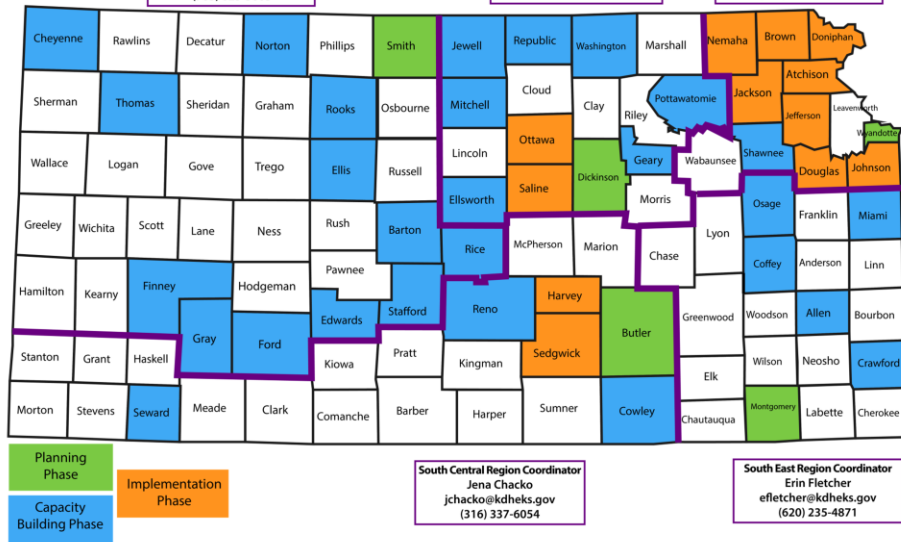 Cheyenne
Rawlins
Decatur
Norton
Phillips
Smith
Jewell
Republic
Washington
Marshall
Nemaha
Brown
Doniphan
Sherman
Thomas
Sheridan
Graham
Rooks
Osbourne
Mitchell
Cloud
Clay
Riley
Pottawatomie
Jackson
Atchison
Jefferson
Leavenworth
Wyandotte
Wallace
Logan
Gove
Trego
Ellis
Russell
Lincoln
Ottawa
Saline
Dickinson
Geary
Wabaunsee
Shawnee
Douglas
Johnson
Greeley
Wichita
Scott
Lane
Ness
Rush
Barton
Ellsworth
Rice
McPherson
Marion
Morris
Chase
Lyon
Osage
Franklin
Miami
Hamilton
Kearny
Finney
Hodgeman
Pawnee
Edwards
Stafford
Reno
Harvey
Butler
Greenwood
Coffey
Anderson
Linn
Woodson
Allen
Bourbon
Stanton
Grant
Haskell
Gray
Ford
Kiowa
Pratt
Kingman
Sedgwick
Elk
Wilson
Neosho
Crawford
Morton
Stevens
Seward
Meade
Clark
Comanche
Barber
Harper
Sumner
Cowley
Chautauqua
Montgomery
Labette
Cherokee
Planning
Phase
Implementation
Phase
Capacity
Building Phase
South Central Region Coordinator
Jena Chacko
jchacko@kdheks.gov
(316) 337-6054
South East Region Coordinator
Erin Fletcher
efletcher@kdheks.gov
(620) 235-4871